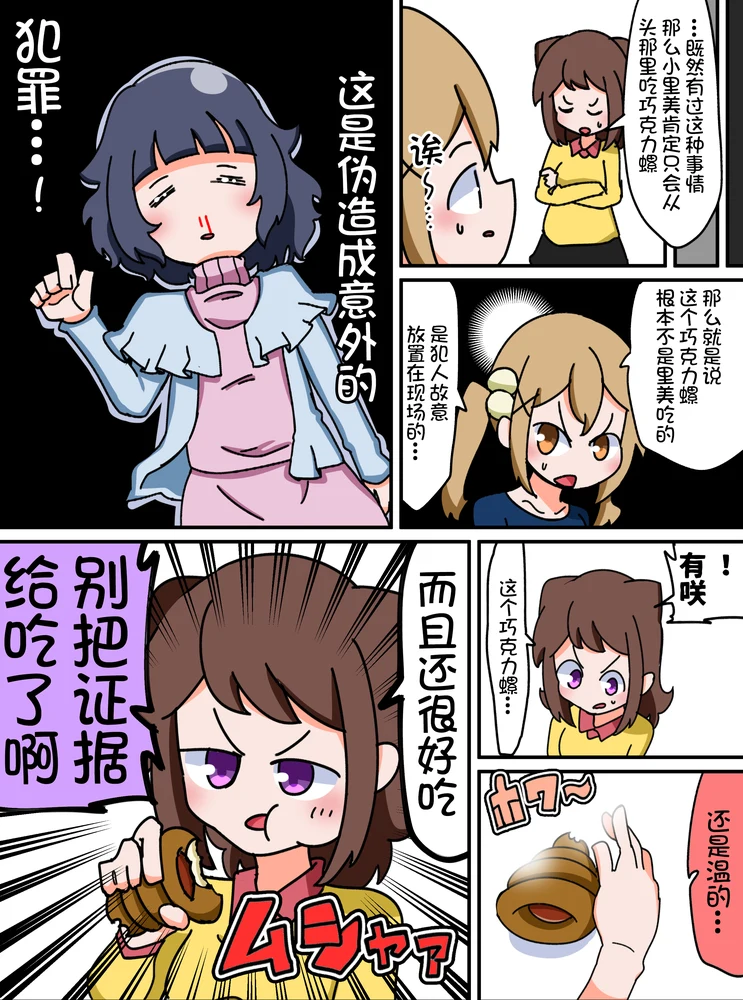 …既然有过这种事情
那么小里美肯定只会从
头那里吃巧克力螺
诶～…
那么就是说
这个巧克力螺
根本不是里美吃的
是犯人故意
放置在现场的…
这是伪造成意外的
犯罪…！
！
有咲
这个巧克力螺…
还是温的…
ホワ～
而且还很好吃
ムシャァ
别把证据
给吃了啊